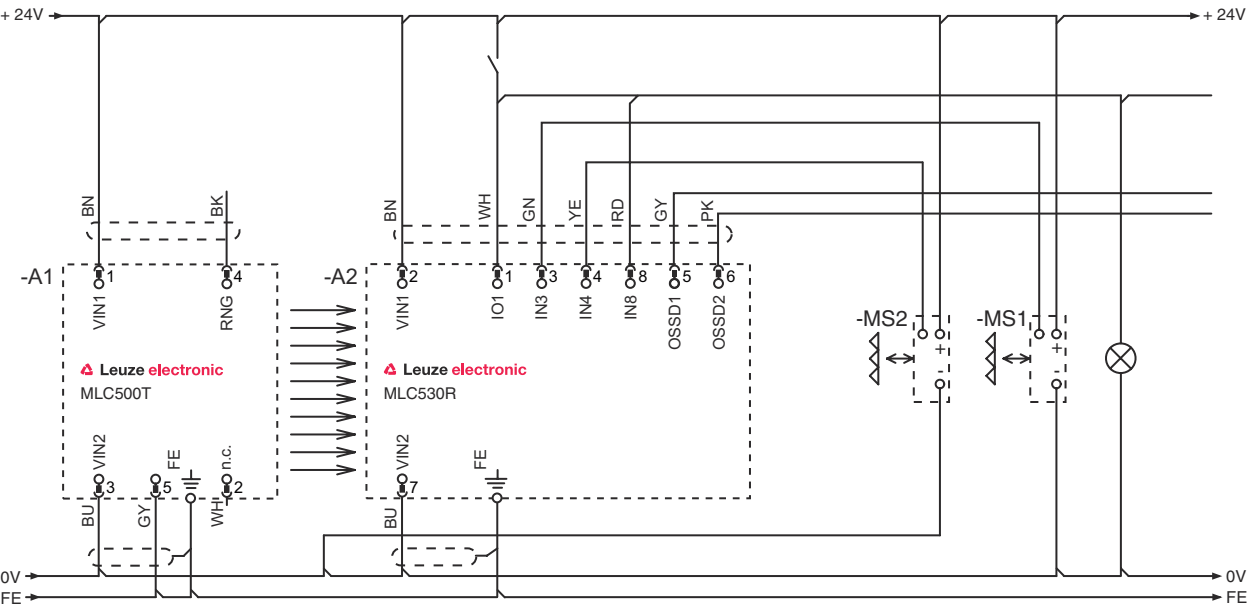 + 24V
+ 24V
BN
BK
BN
WH
GN
YE
RD
GY
PK
-A1
1
4
-A2
2
1
3
4
8
5
6
VIN1
RNG
VIN1
IO1
IN3
IN4
IN8
OSSD1
OSSD2
-MS2
-MS1
+
+
-
-
Leuze electronic
MLC500T
Leuze electronic
MLC530R
VIN2
FE
n.c.
VIN2
FE
3
5
2
7
BU
GY
WH
BU
0V
0V
FE
FE